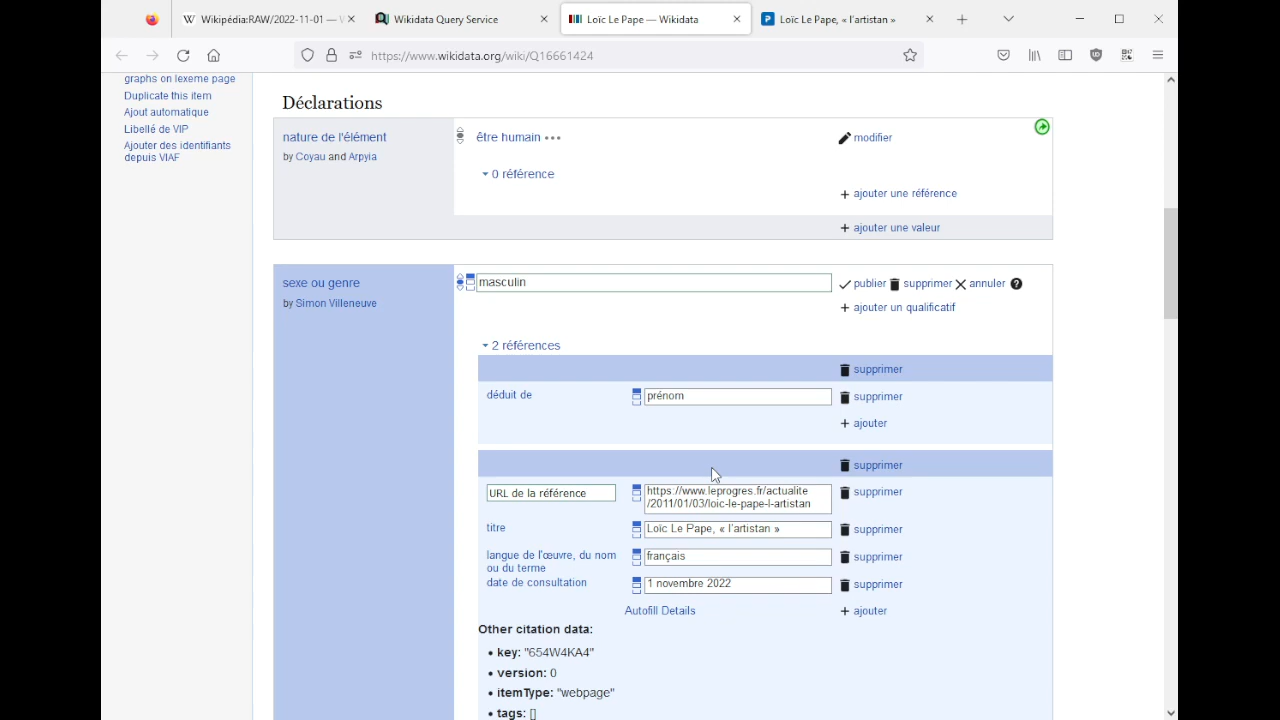 Wikipédia:RAW/2022-11-01 —
Wikidata Query Service
Loïc Le Pape — Wikidata
Loïc Le Pape, « l'artistan »
https://www.wikidata.org/wiki/Q16661424
graphs on lexeme page
Duplicate this item
Ajout automatique
Libellé de VIP
Ajouter des identifiants
depuis VIAF
Déclarations
nature de l'élément
by Coyau and Arpyia
être humain
modifier
0 référence
+ ajouter une référence
+ ajouter une valeur
sexe ou genre
by Simon Villeneuve
masculin
publier supprimer annuler
+ ajouter un qualificatif
2 références
supprimer
déduit de
prénom
supprimer
+ ajouter
supprimer
URL de la référence
https://www.leprogres.fr/actualite
/2011/01/03/loic-le-pape-l-artistan
supprimer
titre
Loïc Le Pape, « l'artistan »
supprimer
langue de l'œuvre, du nom
ou du terme
français
supprimer
date de consultation
1 novembre 2022
supprimer
Autofill Details
+ ajouter
Other citation data:
• key: "654W4KA4"
• version: 0
• itemType: "webpage"
• tags: []